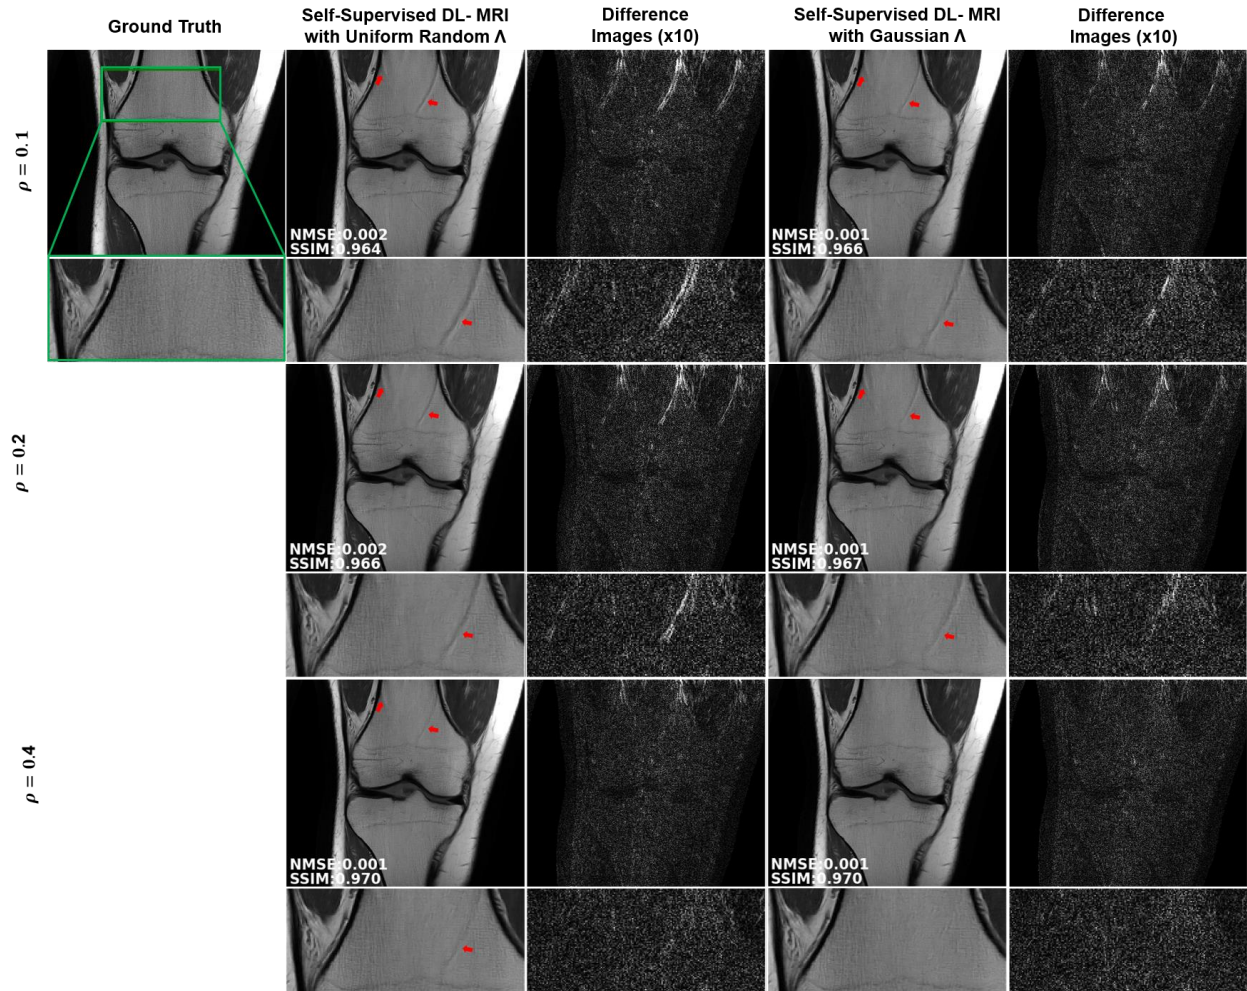 Ground Truth
Self-Supervised DL- MRI
with Uniform Random Λ
Difference
Images (x10)
Self-Supervised DL- MRI
with Gaussian Λ
Difference
Images (x10)
ρ = 0.1
NMSE:0.002
SSIM:0.964
NMSE:0.001
SSIM:0.966
ρ = 0.2
NMSE:0.002
SSIM:0.966
NMSE:0.001
SSIM:0.967
ρ = 0.4
NMSE:0.001
SSIM:0.970
NMSE:0.001
SSIM:0.970